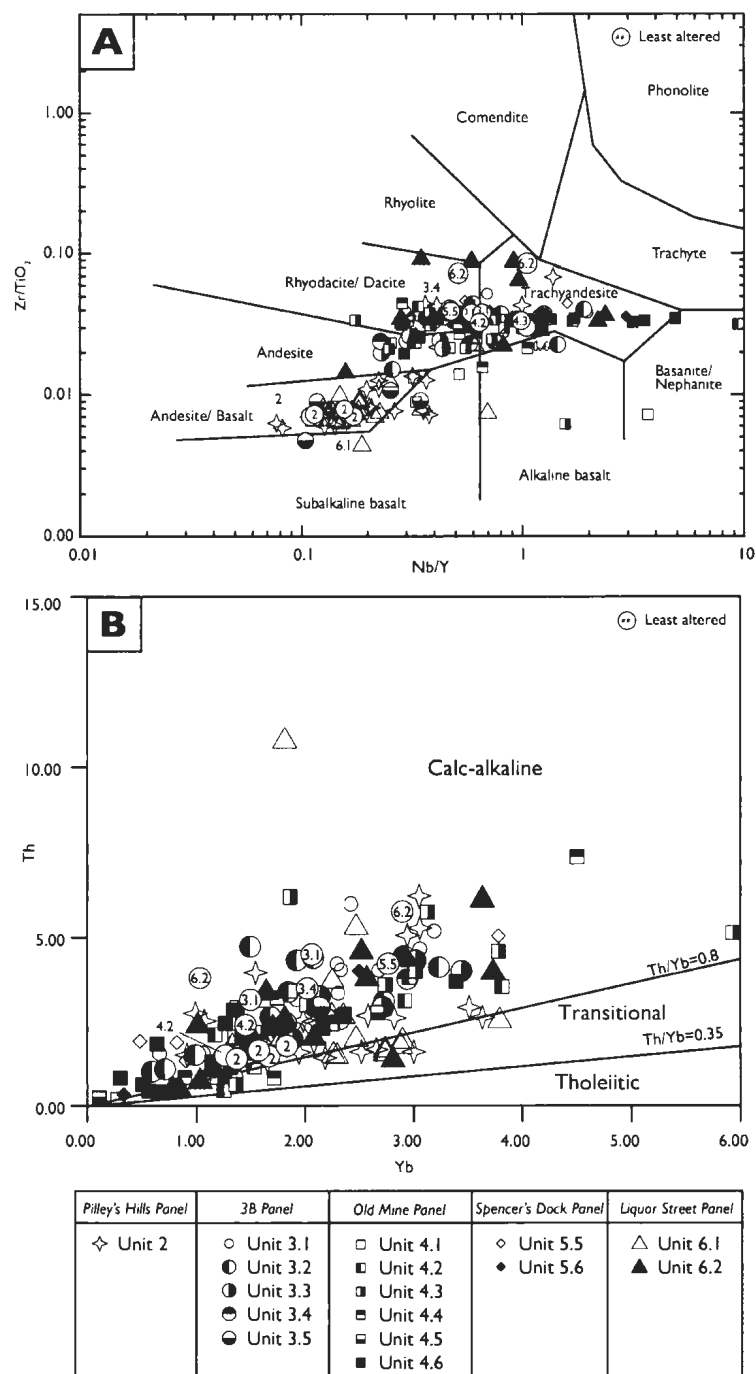 A
Least altered
Phonolite
Comendite
Rhyolite
Trachyte
6.2
6.2
3.4
Rhyodacite/ Dacite
Trachyandesite
5.5
4.2
4.3
Andesite
Basanite/
Nephanite
2
Andesite/ Basalt
2
2
2
6.1
Alkaline basalt
Subalkaline basalt
1.00
0.10
0.01
0.00
Zr/TiO2
0.01
0.1
1
10
Nb/Y
B
Least altered
15.00
10.00
5.00
0.00
Th
Calc-alkaline
6.2
3.1
5.5
6.2
3.4
3.1
4.2
4.2
2
2
2
Th/Yb=0.8
Transitional
Th/Yb=0.35
Tholeiitic
0.00
1.00
2.00
3.00
4.00
5.00
6.00
Yb
Pilley's Hills Panel
3B Panel
Old Mine Panel
Spencer's Dock Panel
Liquor Street Panel
Unit 2
Unit 3.1
Unit 3.2
Unit 3.3
Unit 3.4
Unit 3.5
Unit 4.1
Unit 4.2
Unit 4.3
Unit 4.4
Unit 4.5
Unit 4.6
Unit 5.5
Unit 5.6
Unit 6.1
Unit 6.2